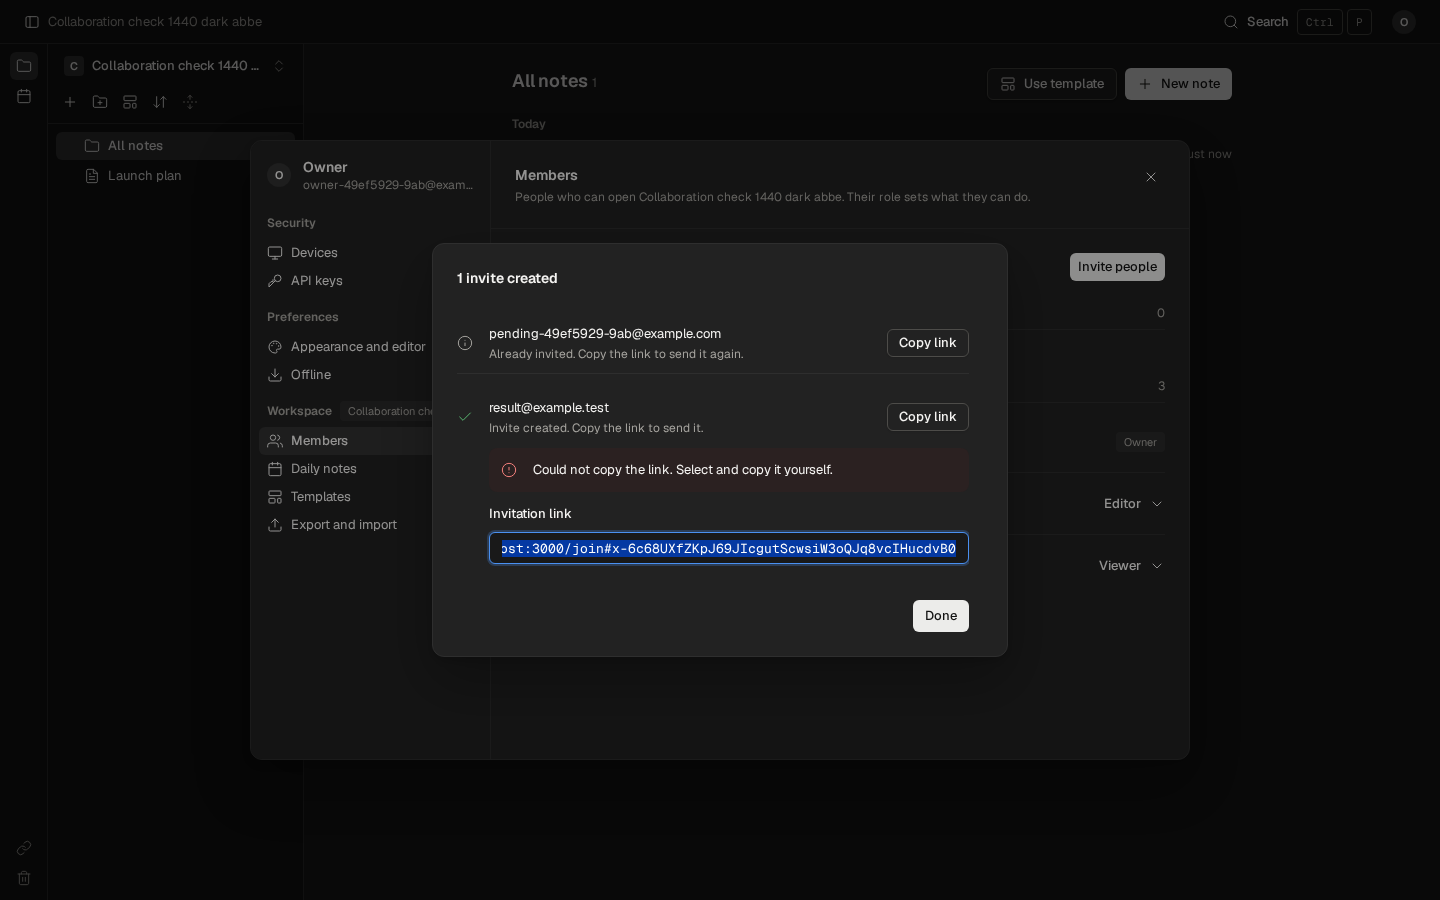 Collaboration check 1440 dark abbe
Search Ctrl P O
C Collaboration check 1440 ...
All notes 1
Use template
New note
Today
All notes
Launch plan
just now
O Owner
owner-49ef5929-9ab@exam...
Security
Devices
API keys
Preferences
Appearance and editor
Offline
Workspace Collaboration che
Members
Daily notes
Templates
Export and import
Members
People who can open Collaboration check 1440 dark abbe. Their role sets what they can do.
Invite people
0
3
Owner
Editor
Viewer
1 invite created
pending-49ef5929-9ab@example.com
Already invited. Copy the link to send it again.
Copy link
result@example.test
Invite created. Copy the link to send it.
Copy link
Could not copy the link. Select and copy it yourself.
Invitation link
ost:3000/join#x-6c68UXfZKpJ69JIcgutScwsiW3oQJq8vcIHucdvB0
Done